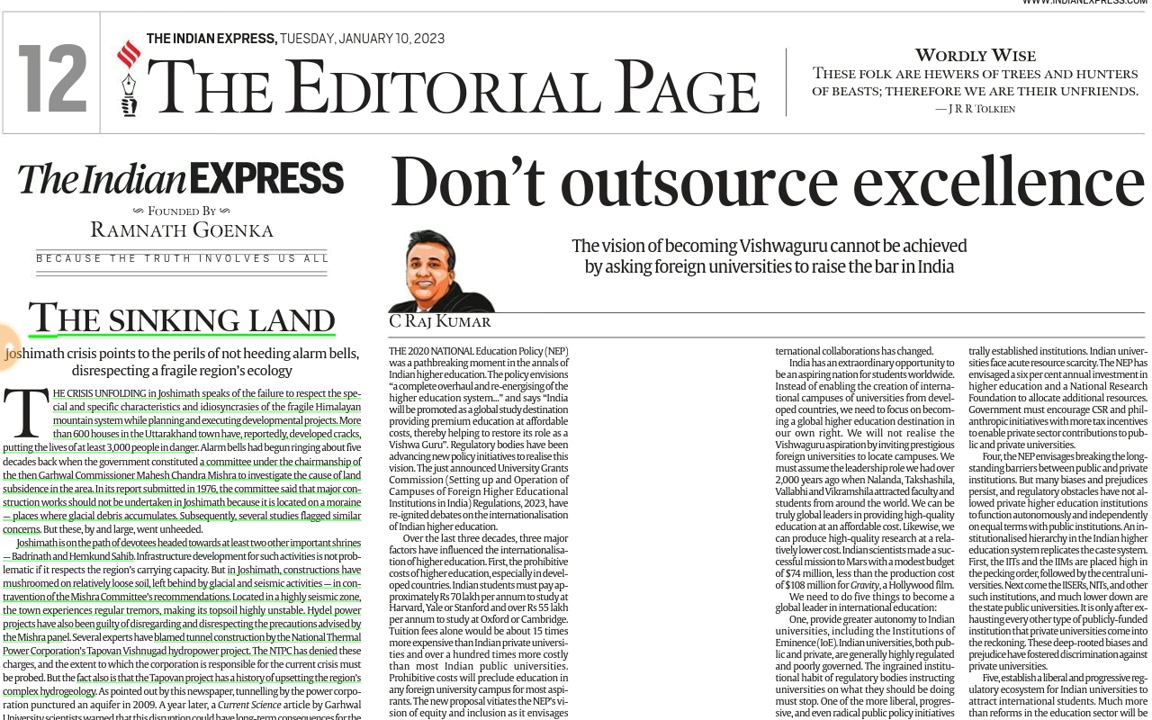 WWW.INDIANEXPRESS.COM
12
THE INDIAN EXPRESS, TUESDAY, JANUARY 10, 2023
THE EDITORIAL PAGE
WORDLY WISE
THESE FOLK ARE HEWERS OF TREES AND HUNTERS
OF BEASTS; THEREFORE WE ARE THEIR UNFRIENDS.
— J R R TOLKIEN
The Indian EXPRESS
FOUNDED BY
RAMNATH GOENKA
BECAUSE THE TRUTH INVOLVES US ALL
THE SINKING LAND
Joshimath crisis points to the perils of not heeding alarm bells,
disrespecting a fragile region's ecology
THE CRISIS UNFOLDING in Joshimath speaks of the failure to respect the spe-
cial and specific characteristics and idiosyncrasies of the fragile Himalayan
mountain system while planning and executing developmental projects. More
than 600 houses in the Uttarakhand town have, reportedly, developed cracks,
putting the lives of at least 3,000 people in danger. Alarm bells had begun ringing about five
decades back when the government constituted a committee under the chairmanship of
the then Garhwal Commissioner Mahesh Chandra Mishra to investigate the cause of land
subsidence in the area. In its report submitted in 1976, the committee said that major con-
struction works should not be undertaken in Joshimath because it is located on a moraine
— places where glacial debris accumulates. Subsequently, several studies flagged similar
concerns. But these, by and large, went unheeded.
Joshimath is on the path of devotees headed towards at least two other important shrines
— Badrinath and Hemkund Sahib. Infrastructure development for such activities is not prob-
lematic if it respects the region's carrying capacity. But in Joshimath, constructions have
mushroomed on relatively loose soil, left behind by glacial and seismic activities — in con-
travention of the Mishra Committee's recommendations. Located in a highly seismic zone,
the town experiences regular tremors, making its topsoil highly unstable. Hydel power
projects have also been guilty of disregarding and disrespecting the precautions advised by
the Mishra panel. Several experts have blamed tunnel construction by the National Thermal
Power Corporation's Tapovan Vishnugad hydropower project. The NTPC has denied these
charges, and the extent to which the corporation is responsible for the current crisis must
be probed. But the fact also is that the Tapovan project has a history of upsetting the region's
complex hydrogeology. As pointed out by this newspaper, tunnelling by the power corpo-
ration punctured an aquifer in 2009. A year later, a Current Science article by Garhwal
University scientists warned that this disruption could have long-term consequences for the
Don't outsource excellence
The vision of becoming Vishwaguru cannot be achieved
by asking foreign universities to raise the bar in India
C RAJ KUMAR
THE 2020 NATIONAL Education Policy (NEP)
was a pathbreaking moment in the annals of
Indian higher education. The policy envisions
"a complete overhaul and re-energising of the
higher education system..." and says "India
will be promoted as a global study destination
providing premium education at affordable
costs, thereby helping to restore its role as a
Vishwa Guru". Regulatory bodies have been
advancing new policy initiatives to realise this
vision. The just announced University Grants
Commission (Setting up and Operation of
Campuses of Foreign Higher Educational
Institutions in India) Regulations, 2023, have
re-ignited debates on the internationalisation
of Indian higher education.
Over the last three decades, three major
factors have influenced the internationalisa-
tion of higher education. First, the prohibitive
costs of higher education, especially in devel-
oped countries. Indian students must pay ap-
proximately Rs 70 lakh per annum to study at
Harvard, Yale or Stanford and over Rs 55 lakh
per annum to study at Oxford or Cambridge.
Tuition fees alone would be about 15 times
more expensive than Indian private universi-
ties and over a hundred times more costly
than most Indian public universities.
Prohibitive costs will preclude education in
any foreign university campus for most aspi-
rants. The new proposal vitiates the NEP's vi-
sion of equity and inclusion as it envisages
ternational collaborations has changed.
India has an extraordinary opportunity to
be an aspiring nation for students worldwide.
Instead of enabling the creation of interna-
tional campuses of universities from devel-
oped countries, we need to focus on becom-
ing a global higher education destination in
our own right. We will not realise the
Vishwaguru aspiration by inviting prestigious
foreign universities to locate campuses. We
must assume the leadership role we had over
2,000 years ago when Nalanda, Takshashila,
Vallabhi and Vikramshila attracted faculty and
students from around the world. We can be
truly global leaders in providing high-quality
education at an affordable cost. Likewise, we
can produce high-quality research at a rela-
tively lower cost. Indian scientists made a suc-
cessful mission to Mars with a modest budget
of $74 million, less than the production cost
of $108 million for Gravity, a Hollywood film.
We need to do five things to become a
global leader in international education:
One, provide greater autonomy to Indian
universities, including the Institutions of
Eminence (IoE). Indian universities, both pub-
lic and private, are generally highly regulated
and poorly governed. The ingrained institu-
tional habit of regulatory bodies instructing
universities on what they should be doing
must stop. One of the more liberal, progres-
sive, and even radical public policy initiatives
trally established institutions. Indian univer-
sities face acute resource scarcity. The NEP has
envisaged a six per cent annual investment in
higher education and a National Research
Foundation to allocate additional resources.
Government must encourage CSR and phil-
anthropic initiatives with more tax incentives
to enable private sector contributions to pub-
lic and private universities.
Four, the NEP envisages breaking the long-
standing barriers between public and private
institutions. But many biases and prejudices
persist, and regulatory obstacles have not al-
lowed private higher education institutions
to function autonomously and independently
on equal terms with public institutions. An in-
stitutionalised hierarchy in the Indian higher
education system replicates the caste system.
First, the IITs and the IIMs are placed high in
the pecking order, followed by the central uni-
versities. Next come the IISERs, NITs, and other
such institutions, and much lower down are
the state public universities. It is only after ex-
hausting every other type of publicly-funded
institution that private universities come into
the reckoning. These deep-rooted biases and
prejudice have fostered discrimination against
private universities.
Five, establish a liberal and progressive reg-
ulatory ecosystem for Indian universities to
attract international students. Much more
than reforms in the education sector will be